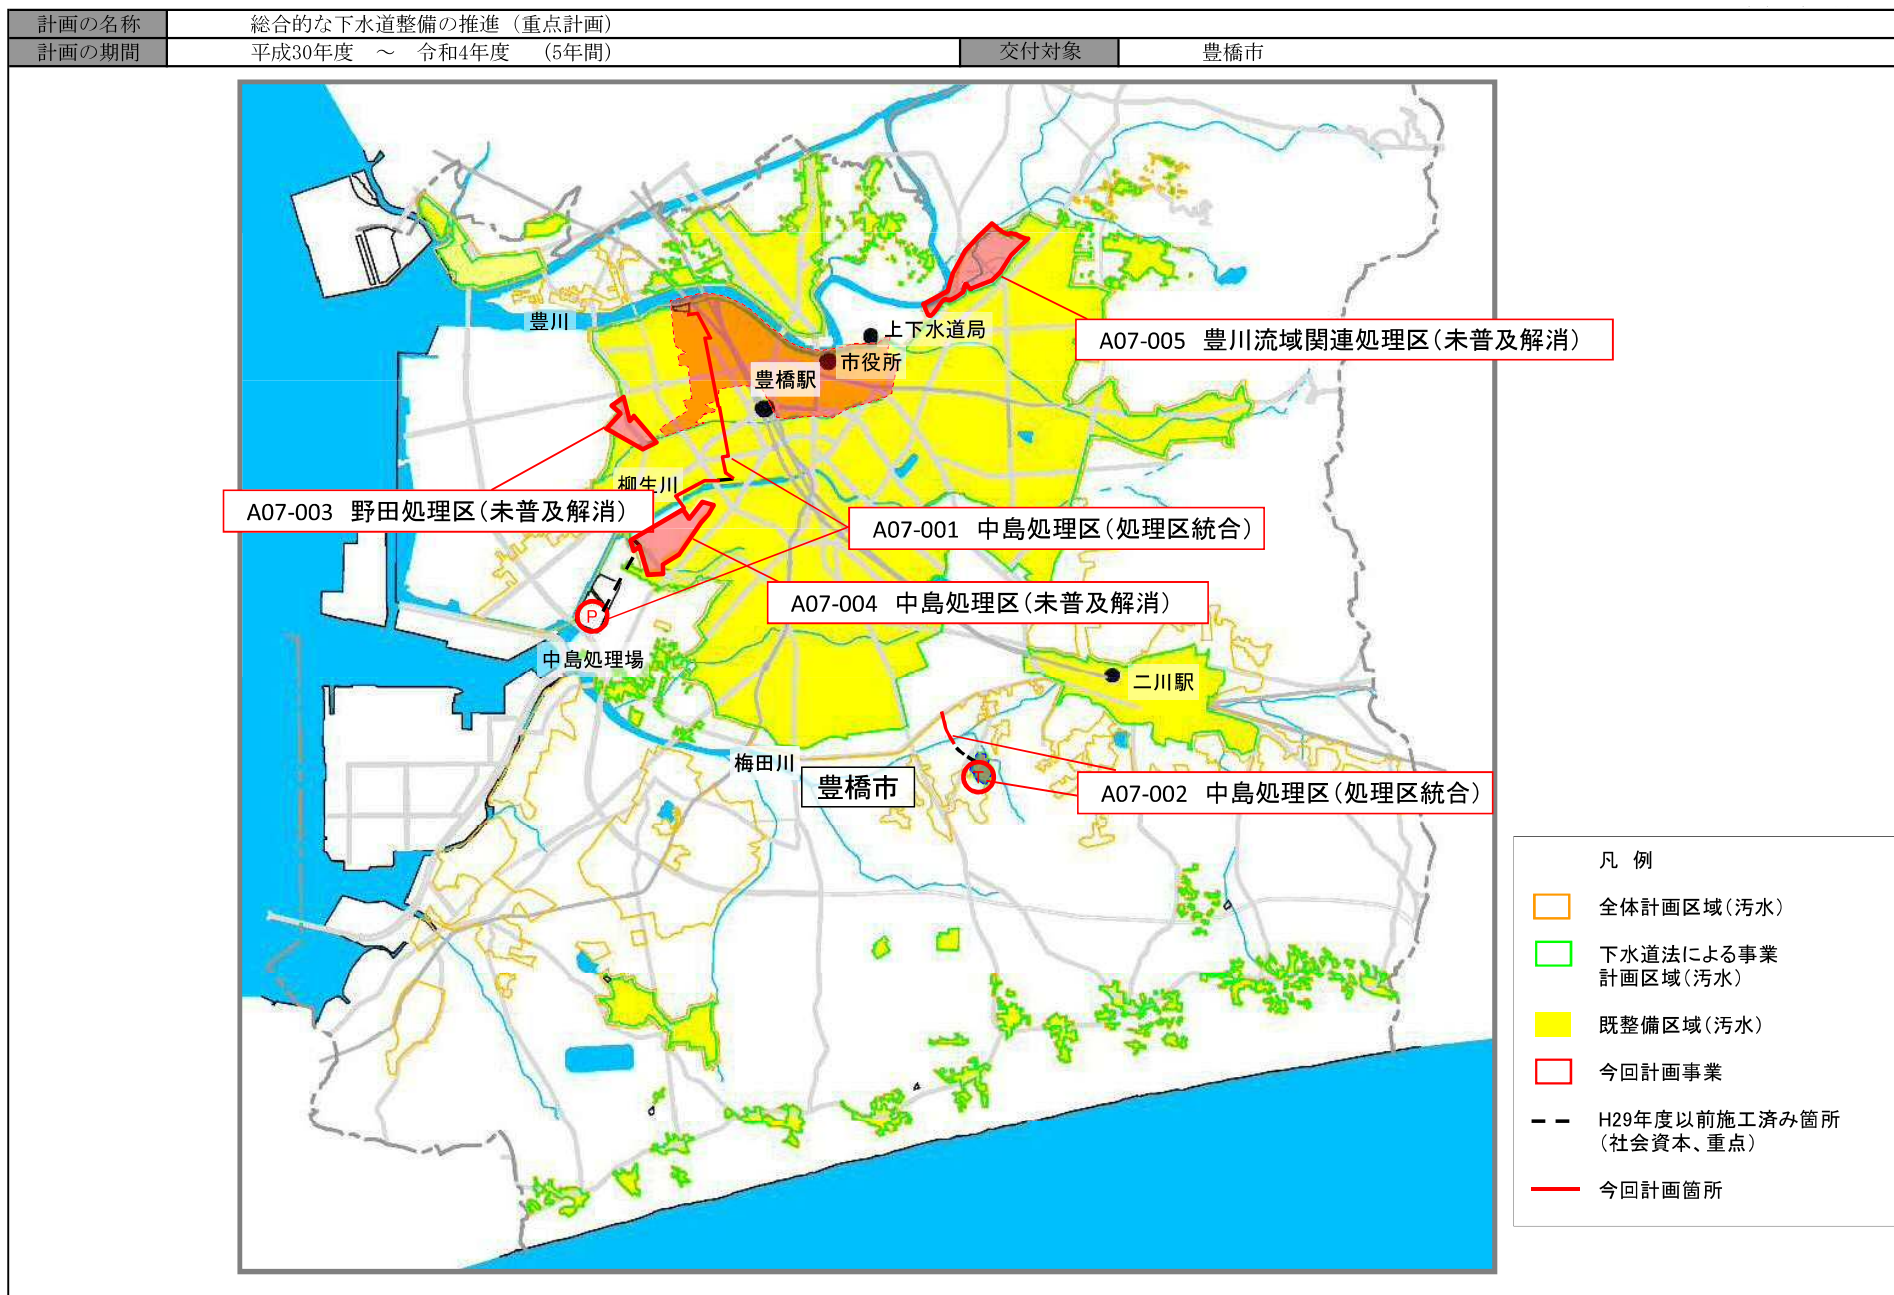 計画の名称 総合的な下水道整備の推進（重点計画）
計画の期間 平成30年度 ～ 令和4年度 （5年間） 交付対象 豊橋市
豊川
上下水道局
A07-005 豊川流域関連処理区（未普及解消）
市役所
豊橋駅
柳生川
A07-003 野田処理区（未普及解消）
A07-001 中島処理区（処理区統合）
A07-004 中島処理区（未普及解消）
P
中島処理場
二川駅
梅田川
豊橋市
T
A07-002 中島処理区（処理区統合）
凡 例
全体計画区域（汚水）
下水道法による事業
計画区域（汚水）
既整備区域（汚水）
今回計画事業
H29年度以前施工済み箇所
（社会資本、重点）
今回計画箇所